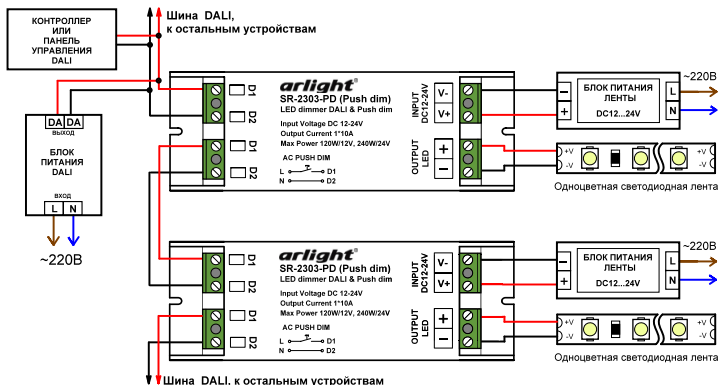 КОНТРОЛЛЕР
ИЛИ
ПАНЕЛЬ
УПРАВЛЕНИЯ
DALI
Шина DALI,
к остальным устройствам
DA DA
ВЫХОД
БЛОК
ПИТАНИЯ
DALI
ВХОД
L N
~220В
D1
D2
D1
D2
arlight®
SR-2303-PD (Push dim)
LED dimmer DALI & Push dim
Input Voltage DC 12-24V
Output Current 1*10A
Max Power 120W/12V, 240W/24V
AC PUSH DIM
L D1
N D2
INPUT
DC12-24V
V-
V+
OUTPUT
LED
+
−
−
+
БЛОК ПИТАНИЯ
ЛЕНТЫ
DC12...24V
L
N
~220В
+V
-V
+V
-V
Одноцветная светодиодная лента
D1
D2
D1
D2
arlight®
SR-2303-PD (Push dim)
LED dimmer DALI & Push dim
Input Voltage DC 12-24V
Output Current 1*10A
Max Power 120W/12V, 240W/24V
AC PUSH DIM
L D1
N D2
INPUT
DC12-24V
V-
V+
OUTPUT
LED
+
−
−
+
БЛОК ПИТАНИЯ
ЛЕНТЫ
DC12...24V
L
N
~220В
+V
-V
+V
-V
Одноцветная светодиодная лента
Шина DALI, к остальным устройствам